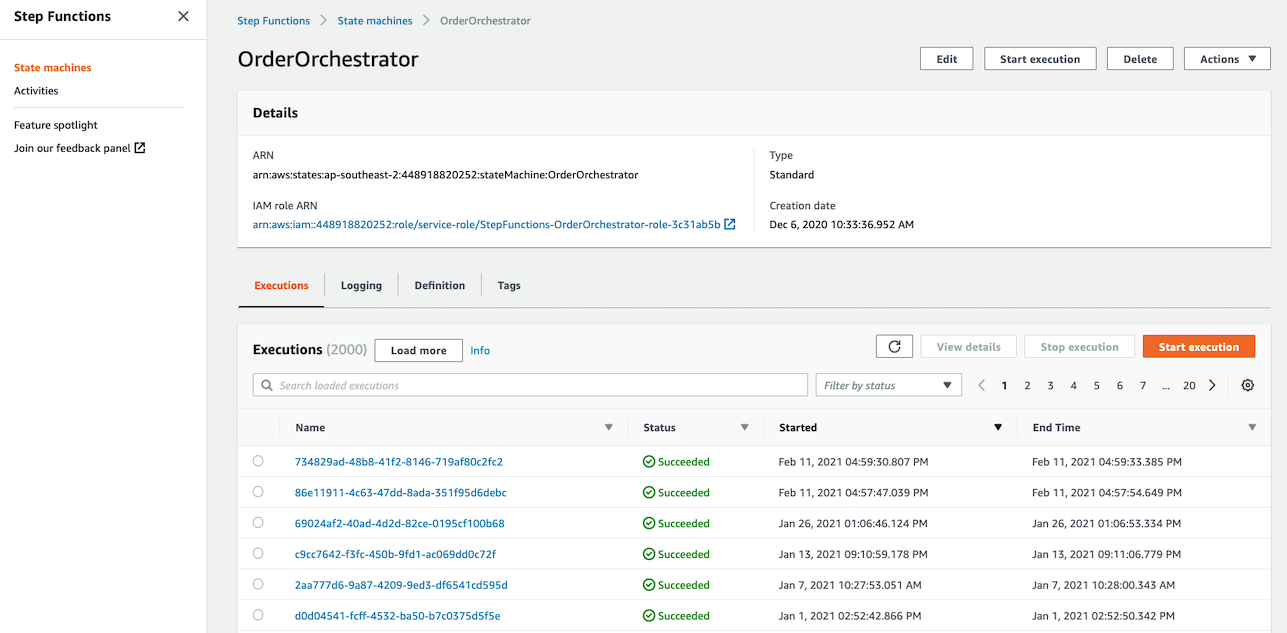 Step Functions
State machines
Activities
Feature spotlight
Join our feedback panel
Step Functions > State machines > OrderOrchestrator
OrderOrchestrator
Edit Start execution Delete Actions
Details
ARN
arn:aws:states:ap-southeast-2:448918820252:stateMachine:OrderOrchestrator
IAM role ARN
arn:aws:iam::448918820252:role/service-role/StepFunctions-OrderOrchestrator-role-3c31ab5b
Type
Standard
Creation date
Dec 6, 2020 10:33:36.952 AM
Executions Logging Definition Tags
Executions (2000) Load more Info View details Stop execution Start execution
Search loaded executions Filter by status 1 2 3 4 5 6 7 ... 20
Name Status Started End Time
734829ad-48b8-41f2-8146-719af80c2fc2 Succeeded Feb 11, 2021 04:59:30.807 PM Feb 11, 2021 04:59:33.385 PM
86e11911-4c63-47dd-8ada-351f95d6debc Succeeded Feb 11, 2021 04:57:47.039 PM Feb 11, 2021 04:57:54.649 PM
69024af2-40ad-4d2d-82ce-0195cf100b68 Succeeded Jan 26, 2021 01:06:46.124 PM Jan 26, 2021 01:06:53.334 PM
c9cc7642-f3fc-450b-9fd1-ac069dd0c72f Succeeded Jan 13, 2021 09:10:59.178 PM Jan 13, 2021 09:11:06.779 PM
2aa777d6-9a87-4209-9ed3-df6541cd595d Succeeded Jan 7, 2021 10:27:53.051 AM Jan 7, 2021 10:28:00.343 AM
d0d04541-fcff-4532-ba50-b7c0375d5f5e Succeeded Jan 1, 2021 02:52:42.866 PM Jan 1, 2021 02:52:50.342 PM